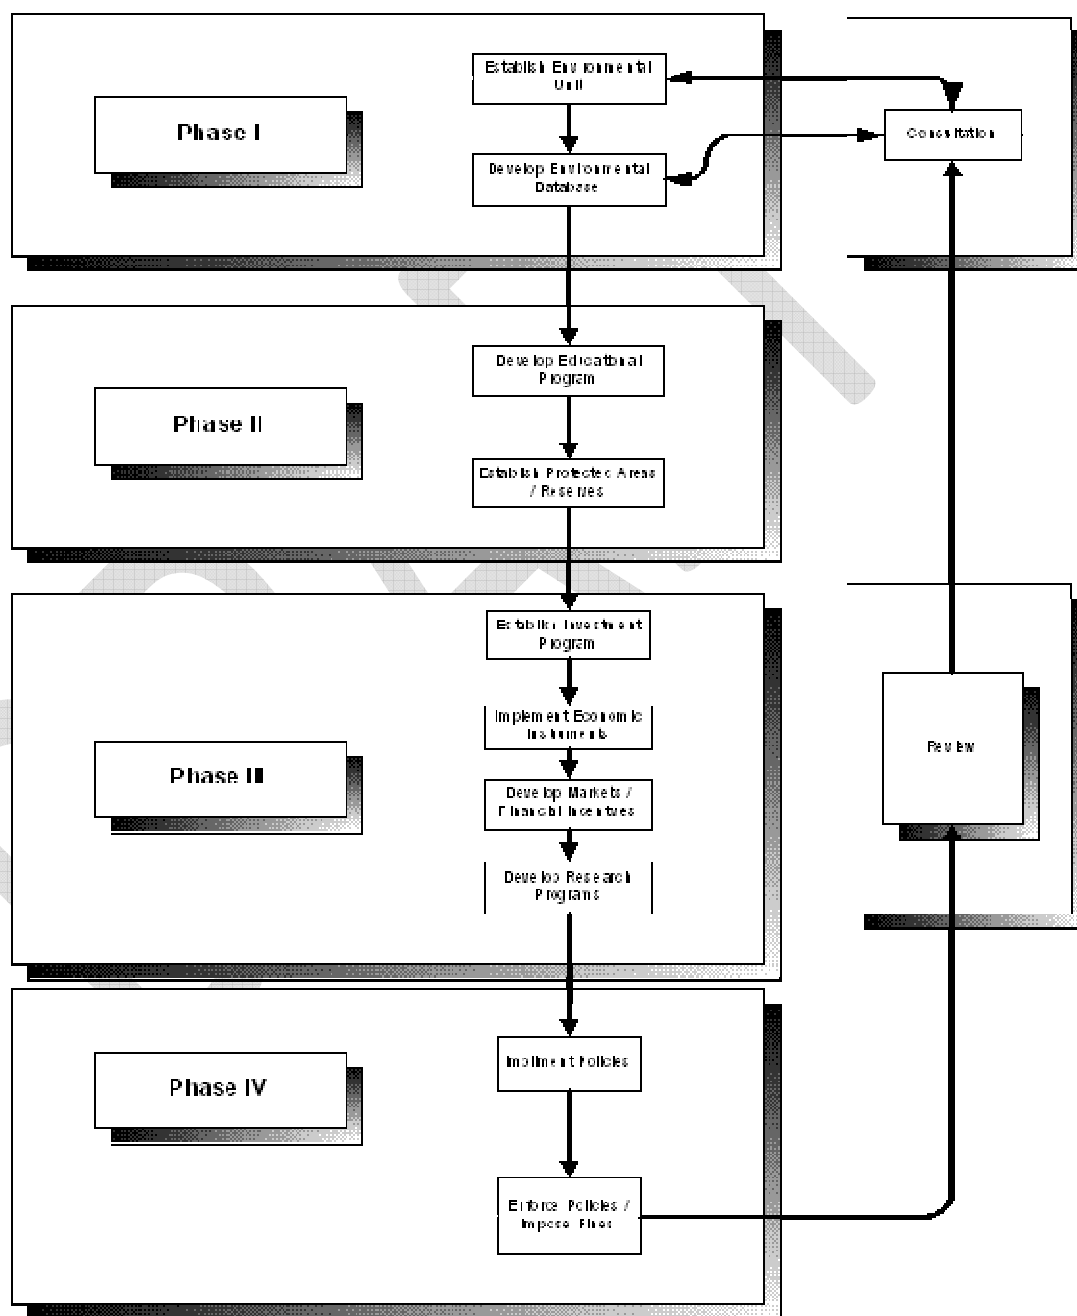 Establish Environmental
Unit
Consultation
Phase I
Develop Environmental
Database
Develop Educational
Program
Phase II
Establish Protected Areas
/ Reserves
Establish Investment
Program
Implement Economic
Instruments
Review
Phase III
Develop Markets /
Financial Incentives
Develop Research
Programs
Impliment Policies
Phase IV
Enforce Policies /
Impose Fines